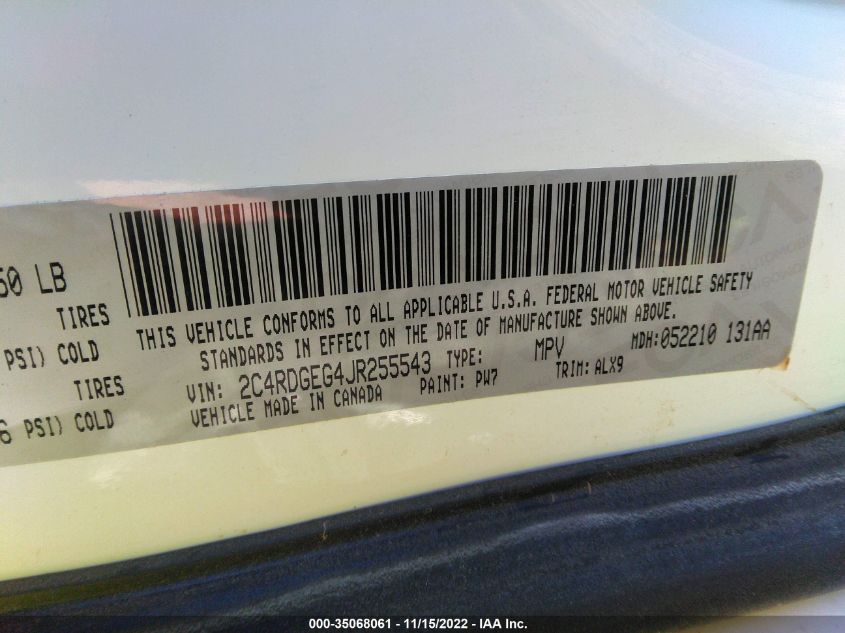 50 LB
TIRES
PSI) COLD
TIRES
6 PSI) COLD
THIS VEHICLE CONFORMS TO ALL APPLICABLE U.S.A. FEDERAL MOTOR VEHICLE SAFETY
STANDARDS IN EFFECT ON THE DATE OF MANUFACTURE SHOWN ABOVE.
VIN: 2C4RDGEG4JR255543 TYPE: MPV MDH:052210 131AA
VEHICLE MADE IN CANADA PAINT: PW7 TRIM: ALX9
000-35068061 - 11/15/2022 - IAA Inc.